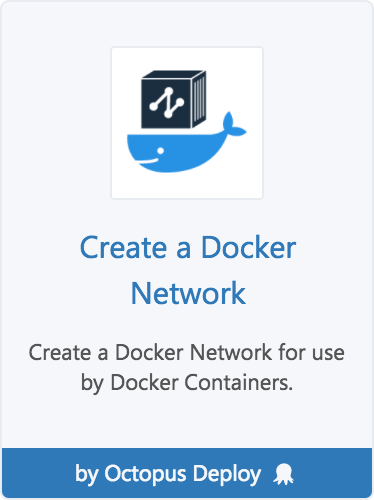 Create a Docker
Network
Create a Docker Network for use
by Docker Containers.
by Octopus Deploy